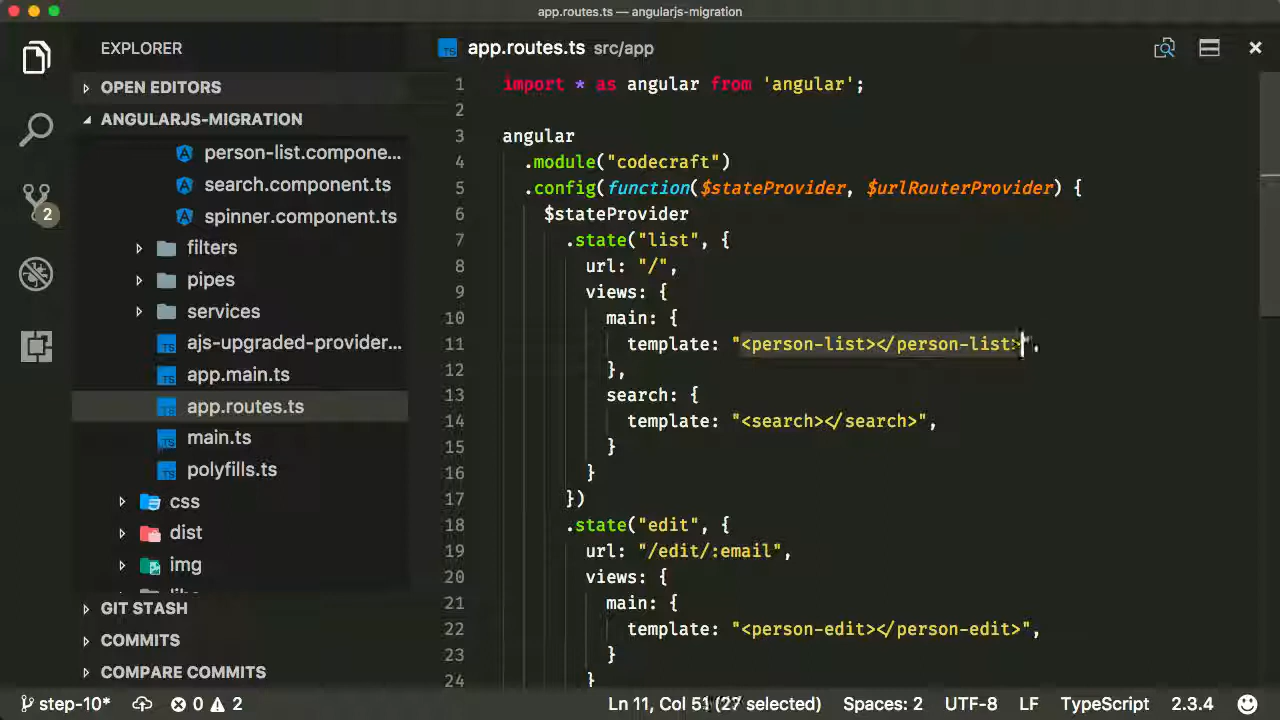 app.routes.ts — angularjs-migration
EXPLORER
OPEN EDITORS
ANGULARJS-MIGRATION
person-list.compone...
search.component.ts
spinner.component.ts
filters
pipes
services
ajs-upgraded-provider...
app.main.ts
app.routes.ts
main.ts
polyfills.ts
css
dist
img
GIT STASH
COMMITS
COMPARE COMMITS
2
app.routes.ts src/app
1 import * as angular from 'angular';
2
3 angular
4 .module("codecraft")
5 .config(function($stateProvider, $urlRouterProvider) {
6 $stateProvider
7 .state("list", {
8 url: "/",
9 views: {
10 main: {
11 template: "<person-list></person-list>",
12 },
13 search: {
14 template: "<search></search>",
15 }
16 }
17 })
18 .state("edit", {
19 url: "/edit/:email",
20 views: {
21 main: {
22 template: "<person-edit></person-edit>",
23 }
24 }
step-10* 0 2 Ln 11, Col 51 (27 selected) Spaces: 2 UTF-8 LF TypeScript 2.3.4